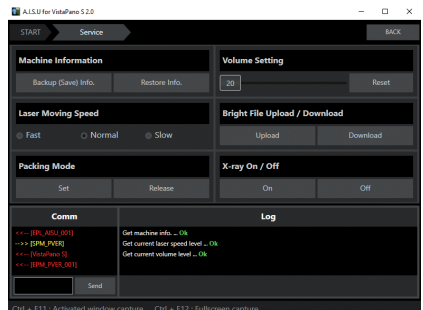 A.I.S.U for VistaPano S 2.0
START
Service
BACK
Machine Information
Volume Setting
Backup (Save) Info.
Restore Info.
20
Reset
Laser Moving Speed
Bright File Upload / Download
Fast
Normal
Slow
Upload
Download
Packing Mode
X-ray On / Off
Set
Release
On
Off
Comm
Log
<<-- [EPL_AISU_001]
-->> [SPM_PVER]
<<-- [VistaPano S]
<<-- [EPM_PVER_001]
Get machine info. ... Ok
Get current laser speed level ... Ok
Get current volume level ... Ok
Send
Ctrl + F11 : Activated window capture Ctrl + F12 : Fullscreen capture